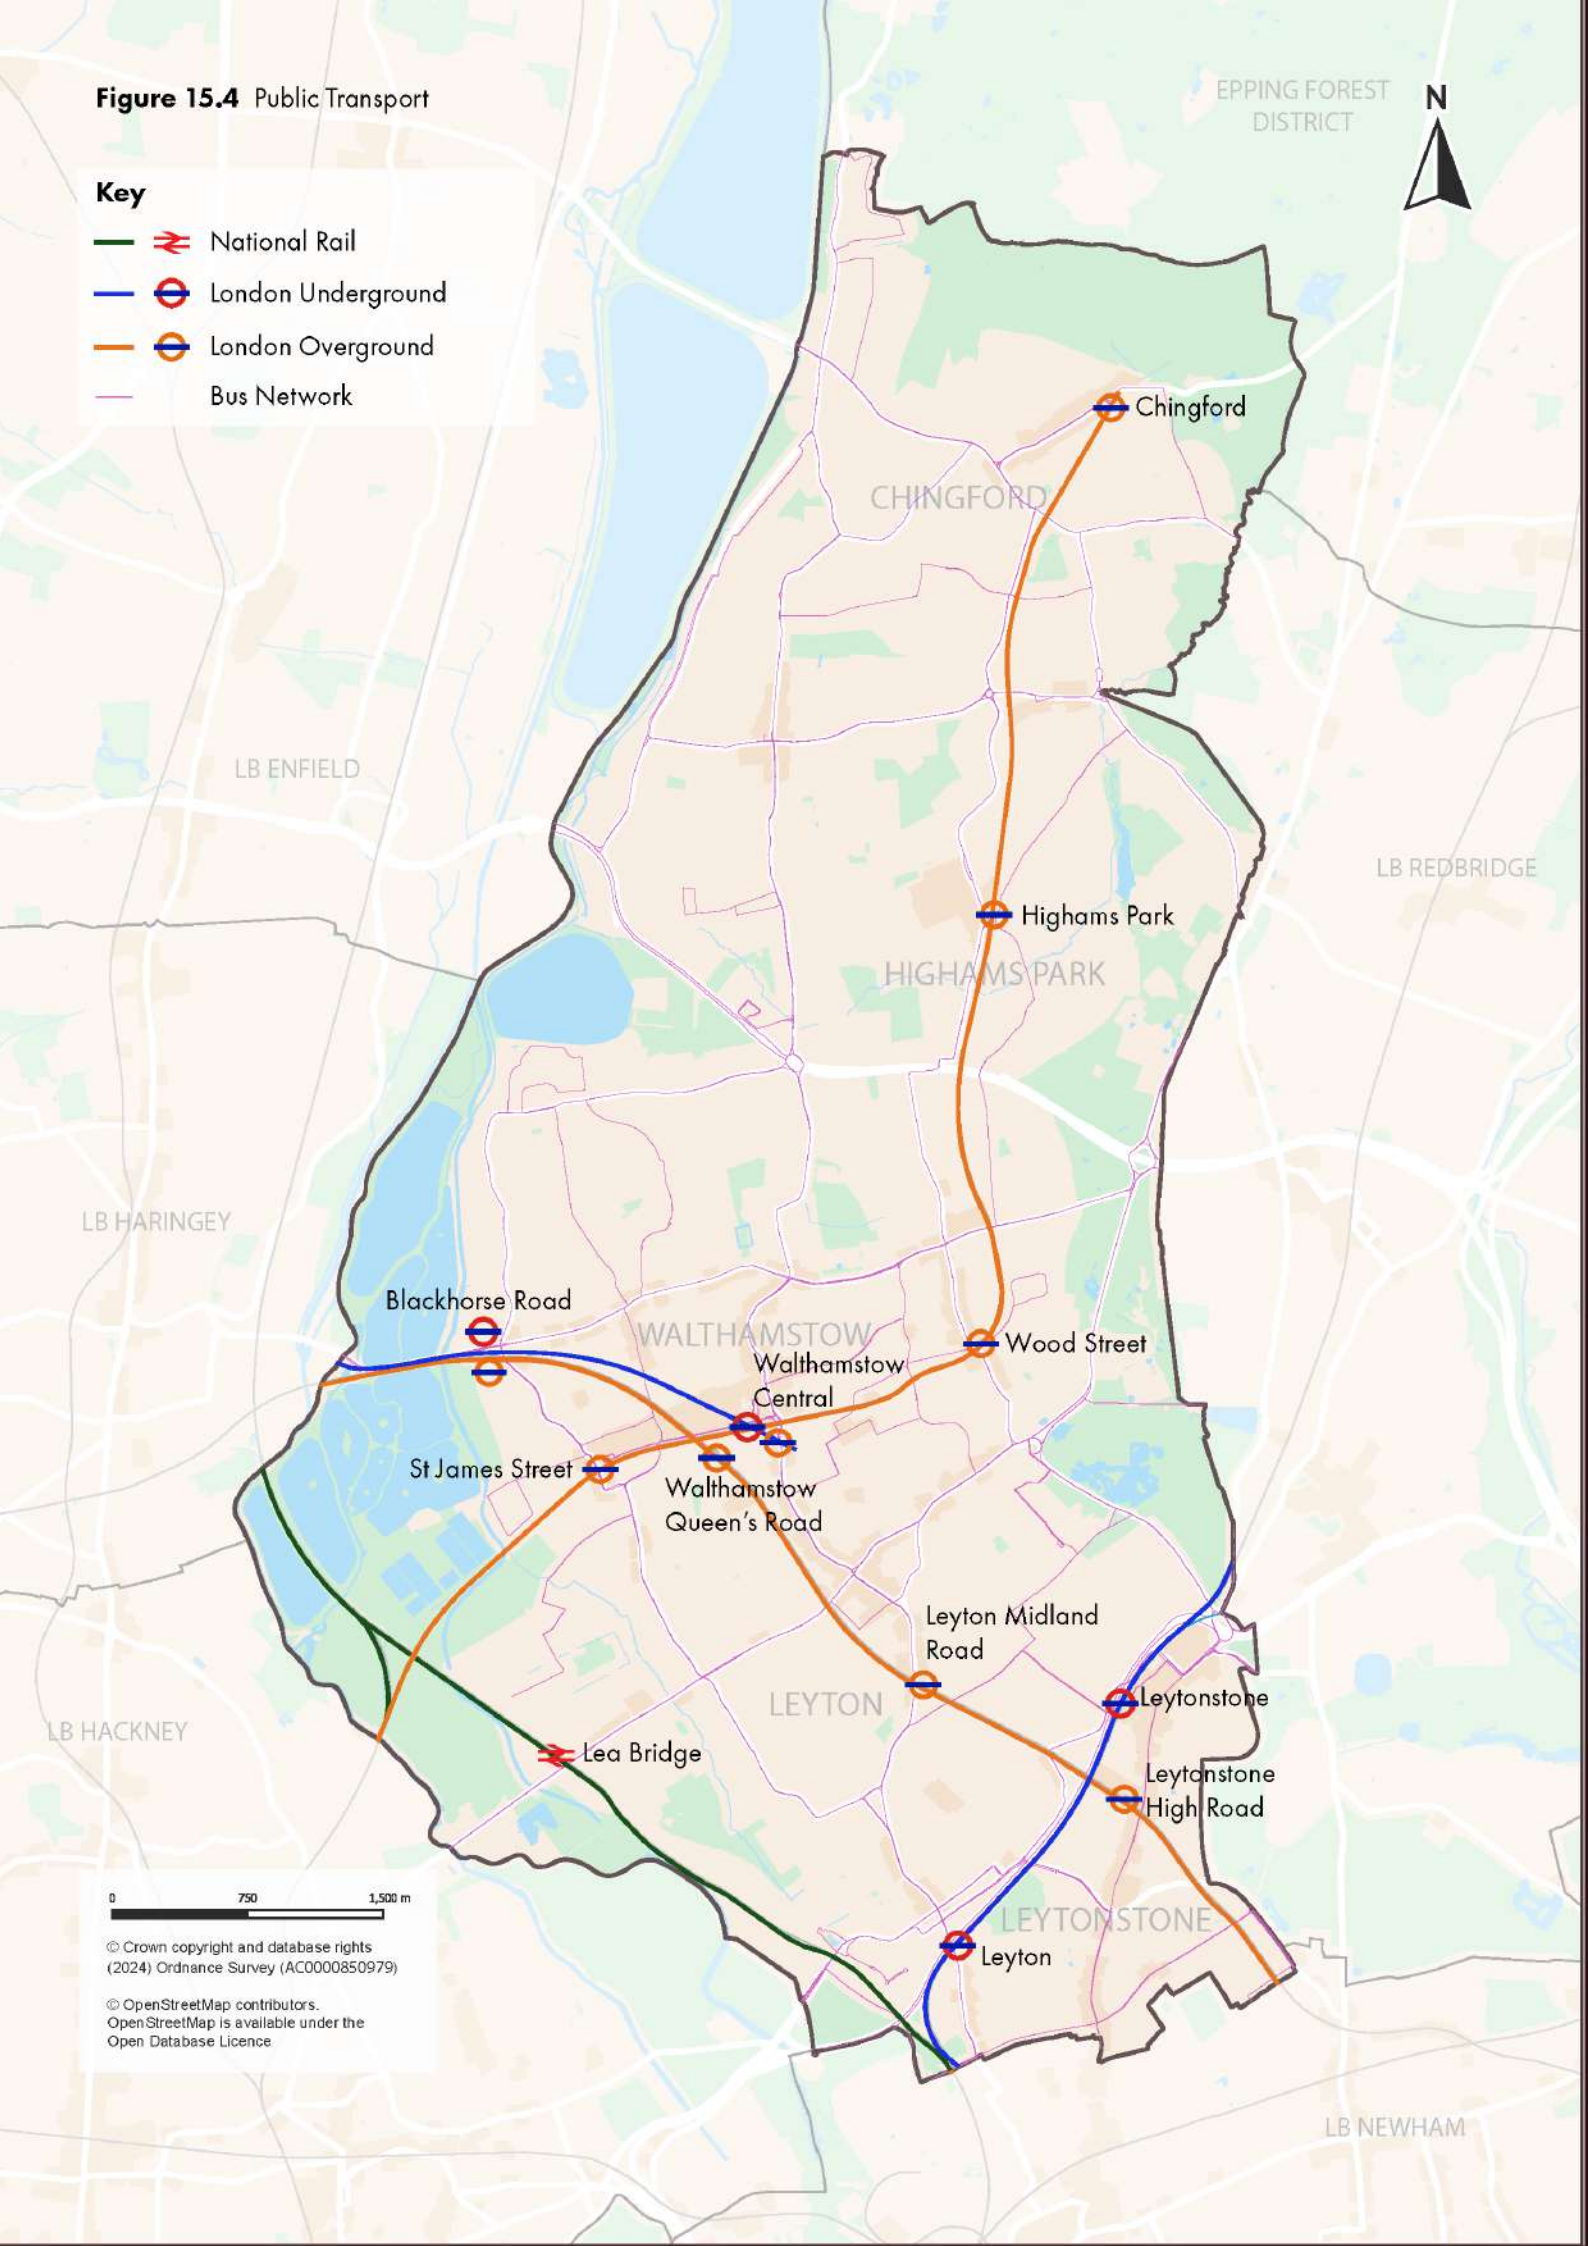 Figure 15.4 Public Transport
EPPING FOREST
DISTRICT
N
Key
National Rail
London Underground
London Overground
Bus Network
Chingford
CHINGFORD
LB ENFIELD
LB REDBRIDGE
Highams Park
HIGHAMS PARK
LB HARINGEY
Blackhorse Road
WALTHAMSTOW
Wood Street
Walthamstow
Central
St James Street
Walthamstow
Queen's Road
Leyton Midland
Road
LEYTON
Leytonstone
LB HACKNEY
Lea Bridge
Leytonstone
High Road
0 750 1,500 m
LEYTONSTONE
Leyton
© Crown copyright and database rights
(2024) Ordnance Survey (AC0000850979)
© OpenStreetMap contributors.
OpenStreetMap is available under the
Open Database Licence
LB NEWHAM